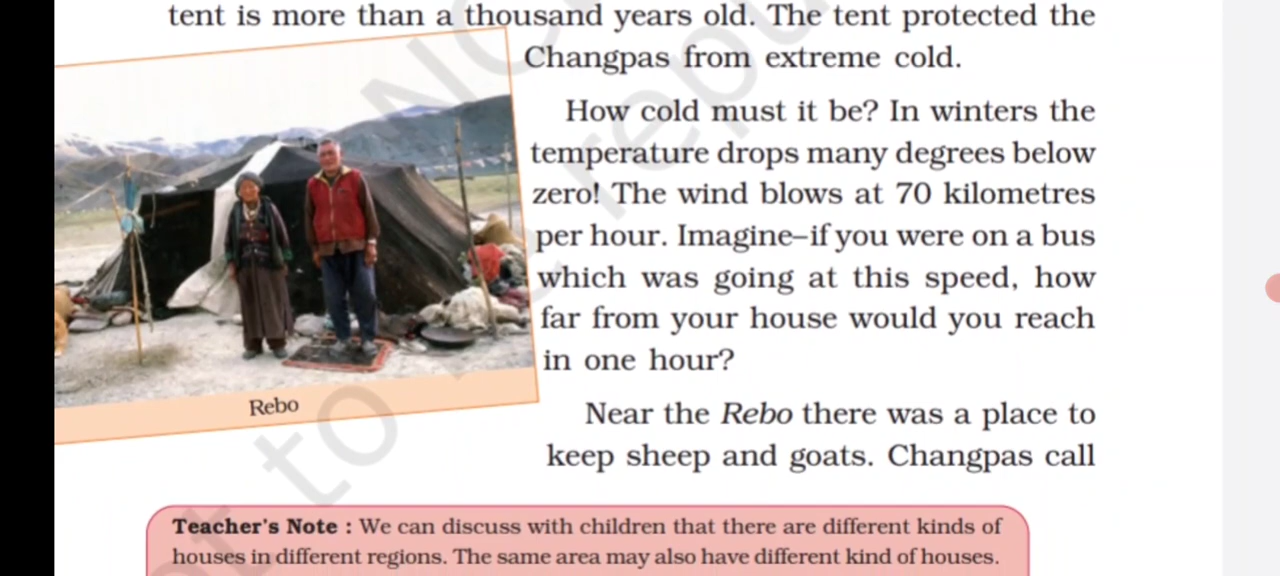 tent is more than a thousand years old. The tent protected the
Changpas from extreme cold.
How cold must it be? In winters the
temperature drops many degrees below
zero! The wind blows at 70 kilometres
per hour. Imagine–if you were on a bus
which was going at this speed, how
far from your house would you reach
in one hour?
Rebo
Near the Rebo there was a place to
keep sheep and goats. Changpas call
Teacher's Note : We can discuss with children that there are different kinds of
houses in different regions. The same area may also have different kind of houses.